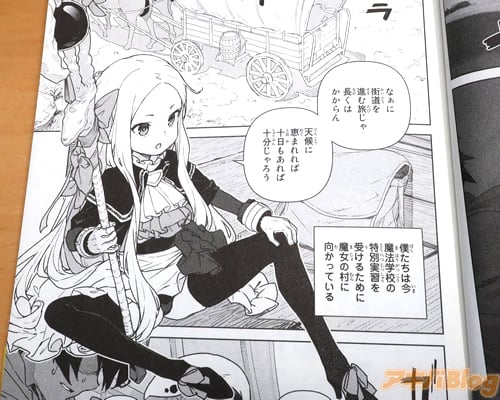 なぁに
街道を
進む旅じゃ
長くは
かからん
天候に
恵まれれば
十日もあれば
十分じゃろう
僕たちは今
魔法学校の
特別実習を
受けるために
魔女の村に
向かっている
アキバBlog